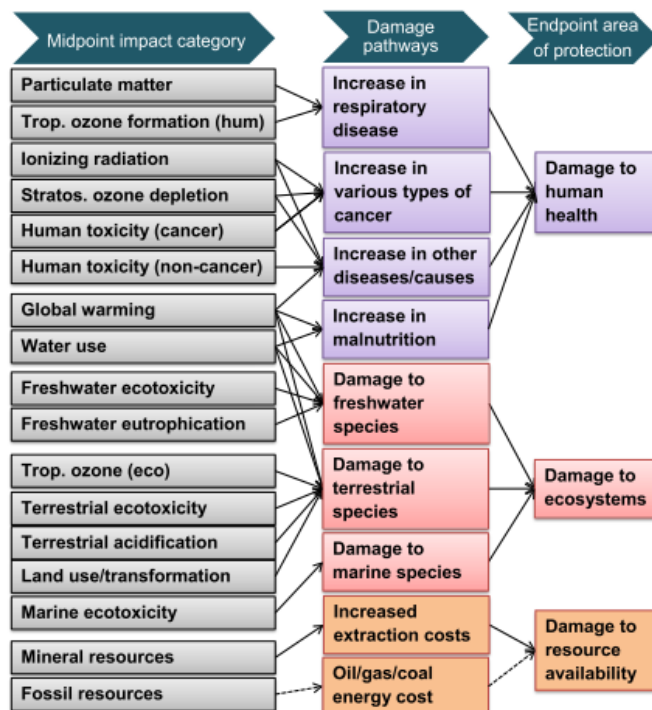 Midpoint impact category
Damage
pathways
Endpoint area
of protection
Particulate matter
Trop. ozone formation (hum)
Ionizing radiation
Stratos. ozone depletion
Human toxicity (cancer)
Human toxicity (non-cancer)
Global warming
Water use
Freshwater ecotoxicity
Freshwater eutrophication
Trop. ozone (eco)
Terrestrial ecotoxicity
Terrestrial acidification
Land use/transformation
Marine ecotoxicity
Mineral resources
Fossil resources
Increase in
respiratory
disease
Increase in
various types of
cancer
Increase in other
diseases/causes
Increase in
malnutrition
Damage to
freshwater
species
Damage to
terrestrial
species
Damage to
marine species
Increased
extraction costs
Oil/gas/coal
energy cost
Damage to
human
health
Damage to
ecosystems
Damage to
resource
availability